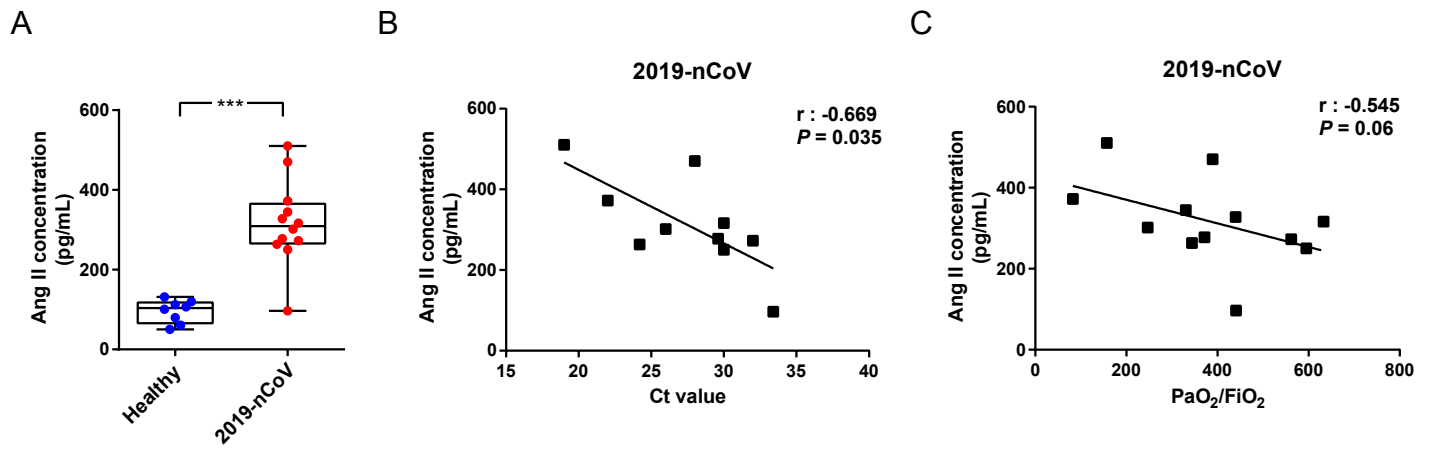 A
Ang II concentration
(pg/mL)
600
400
200
0
***
Healthy
2019-nCoV
B
2019-nCoV
r : -0.669
P = 0.035
Ang II concentration
(pg/mL)
600
400
200
0
15 20 25 30 35 40
Ct value
C
2019-nCoV
r : -0.545
P = 0.06
Ang II concentration
(pg/mL)
600
400
200
0
0 200 400 600 800
PaO₂/FiO₂